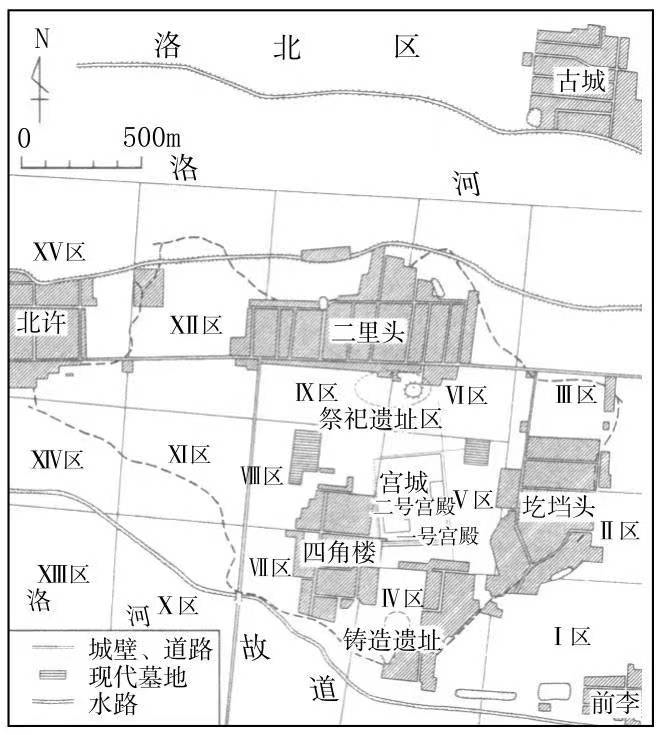 洛北区
N
古城
0 500m
洛河
XV区
北许
XII区
二里头
IX区
VI区
III区
祭祀遗址区
XIV区
XI区
VIII区
宫城
二号宫殿
V区
圪垱头
II区
一号宫殿
四角楼
VII区
XIII区
X区
IV区
洛河故道
铸造遗址
I区
城壁、道路
现代墓地
水路
前李